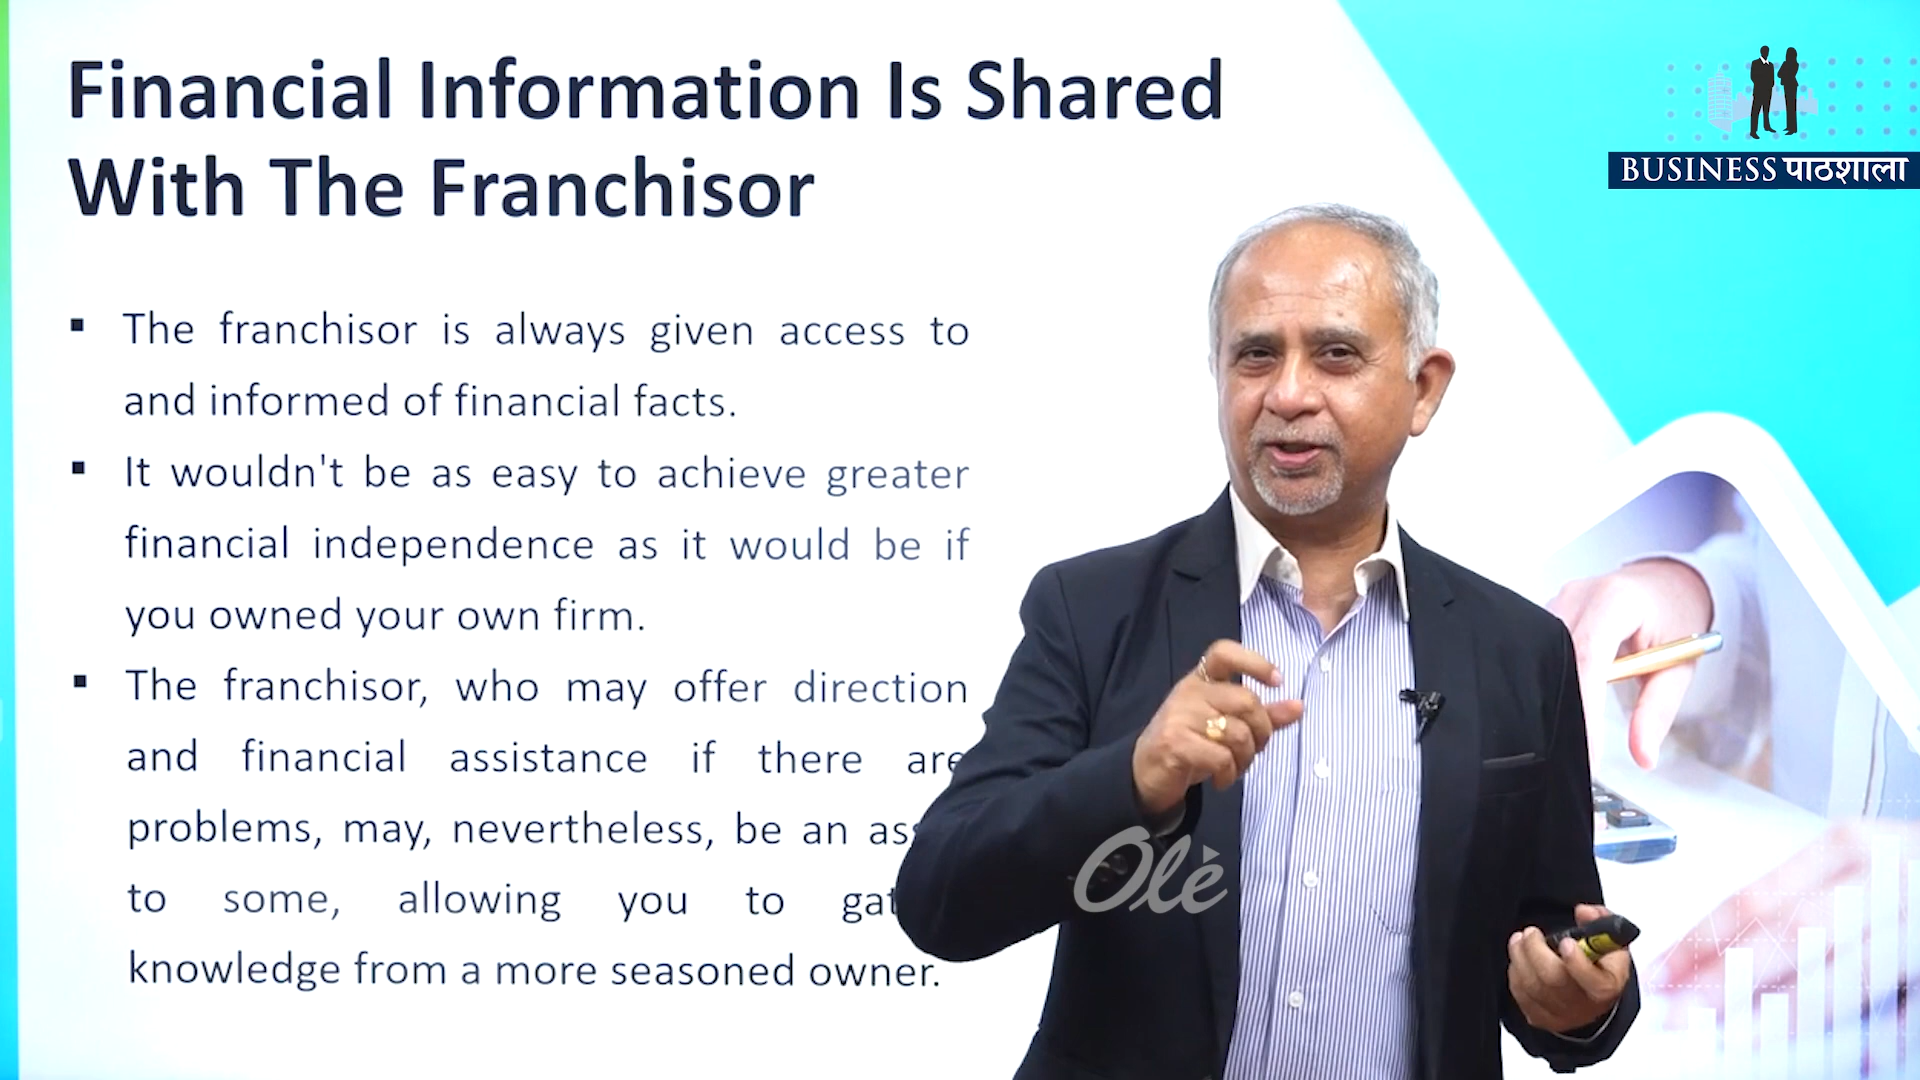 Financial Information Is Shared
With The Franchisor
▪ The franchisor is always given access to
and informed of financial facts.
▪ It wouldn't be as easy to achieve greater
financial independence as it would be if
you owned your own firm.
▪ The franchisor, who may offer direction
and financial assistance if there are
problems, may, nevertheless, be an
to some, allowing you to
knowledge from a more seasoned owner.
BUSINESS पाठशाला
Olè